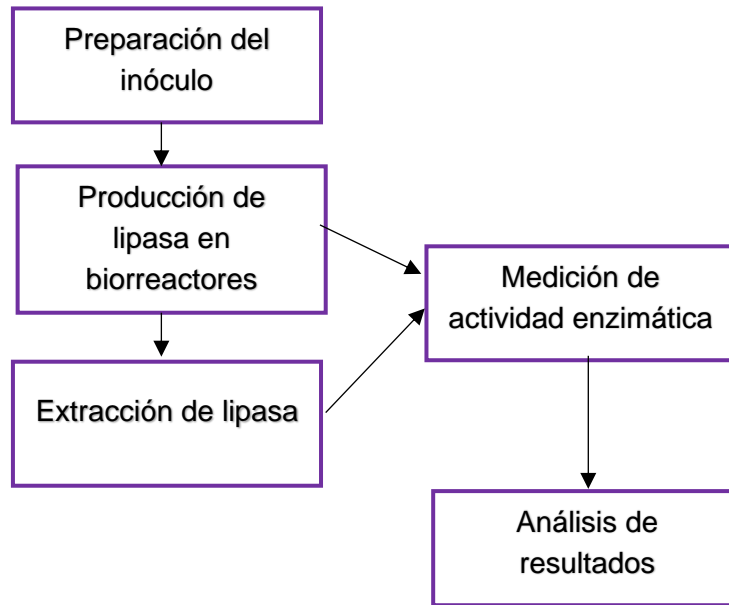 Preparación del
inóculo
Producción de
lipasa en
biorreactores
Extracción de lipasa
Medición de
actividad enzimática
Análisis de
resultados